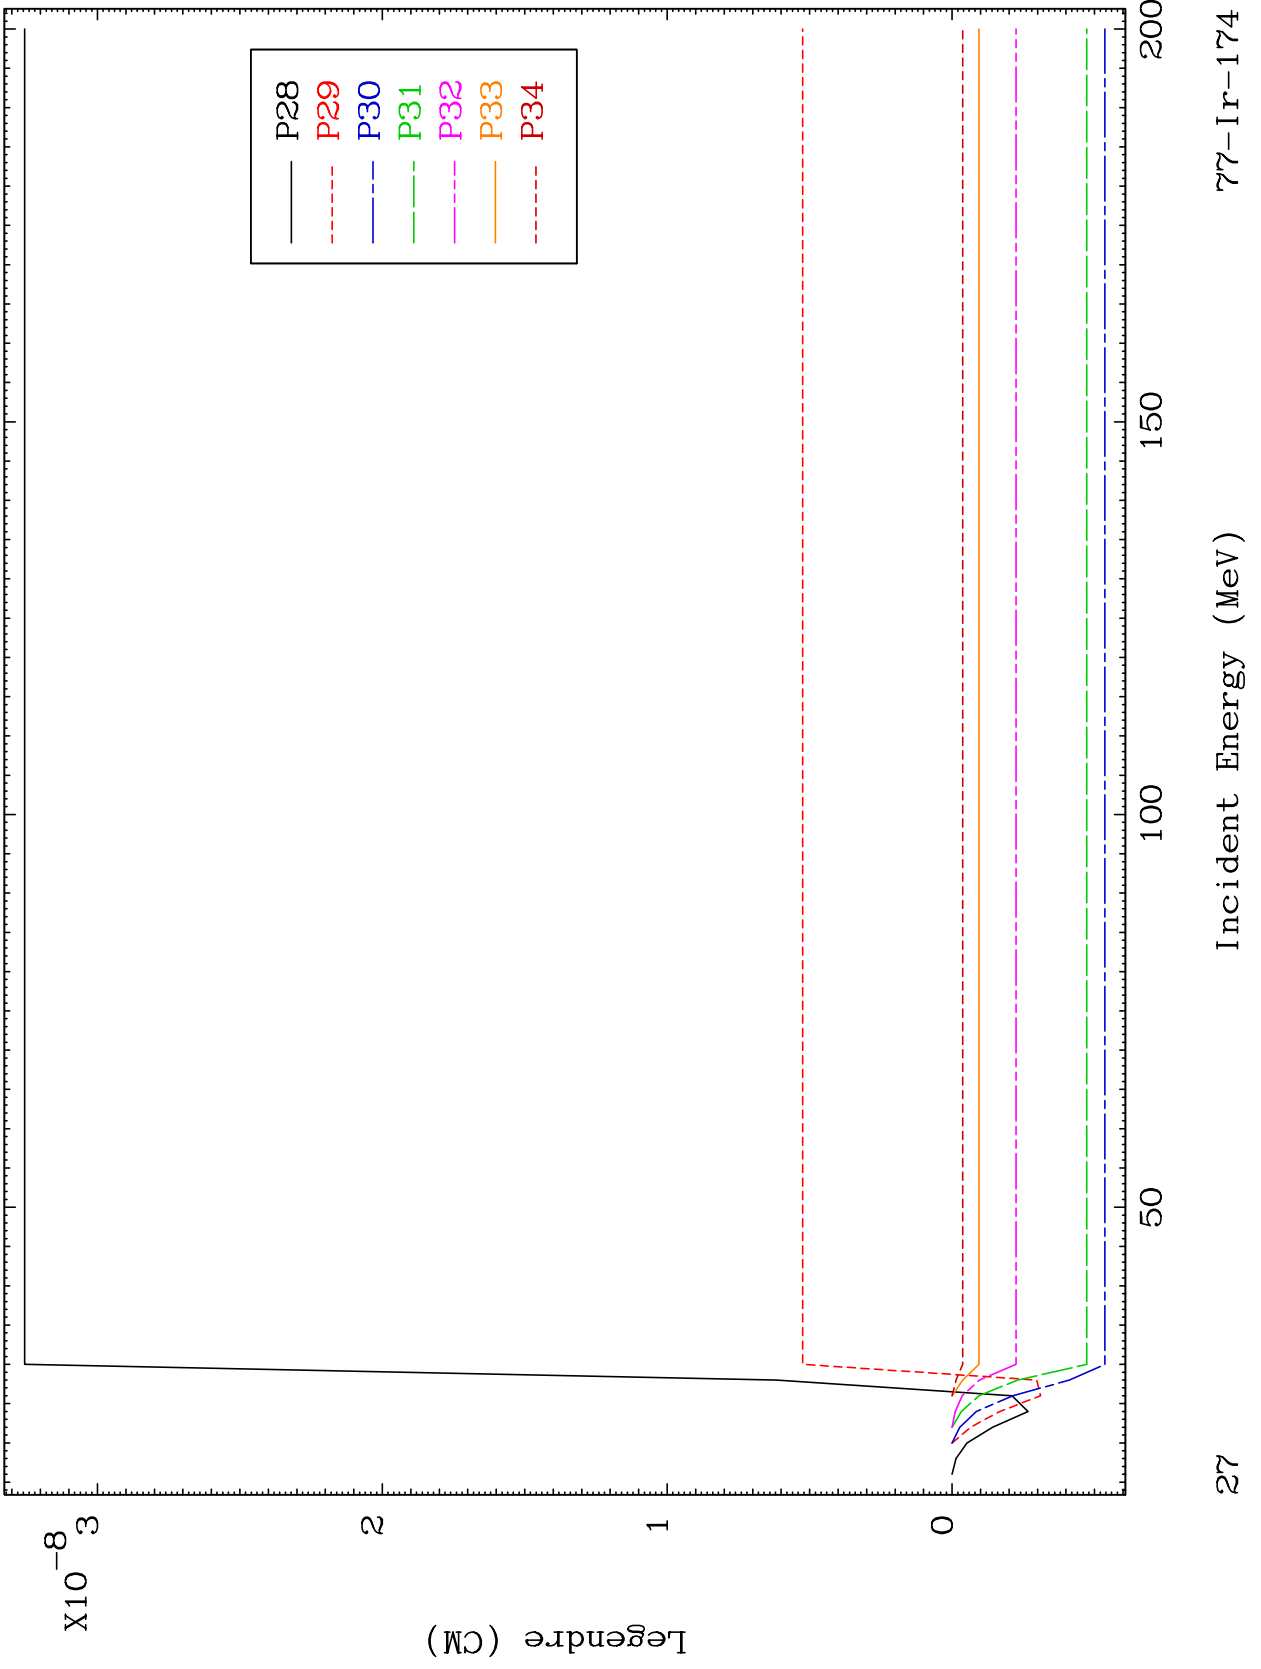 X10-8
3
2
1
0
Legendre (CM)
P28
P29
P30
P31
P32
P33
P34
50
100
150
200
27
Incident Energy (MeV)
77-Ir-174